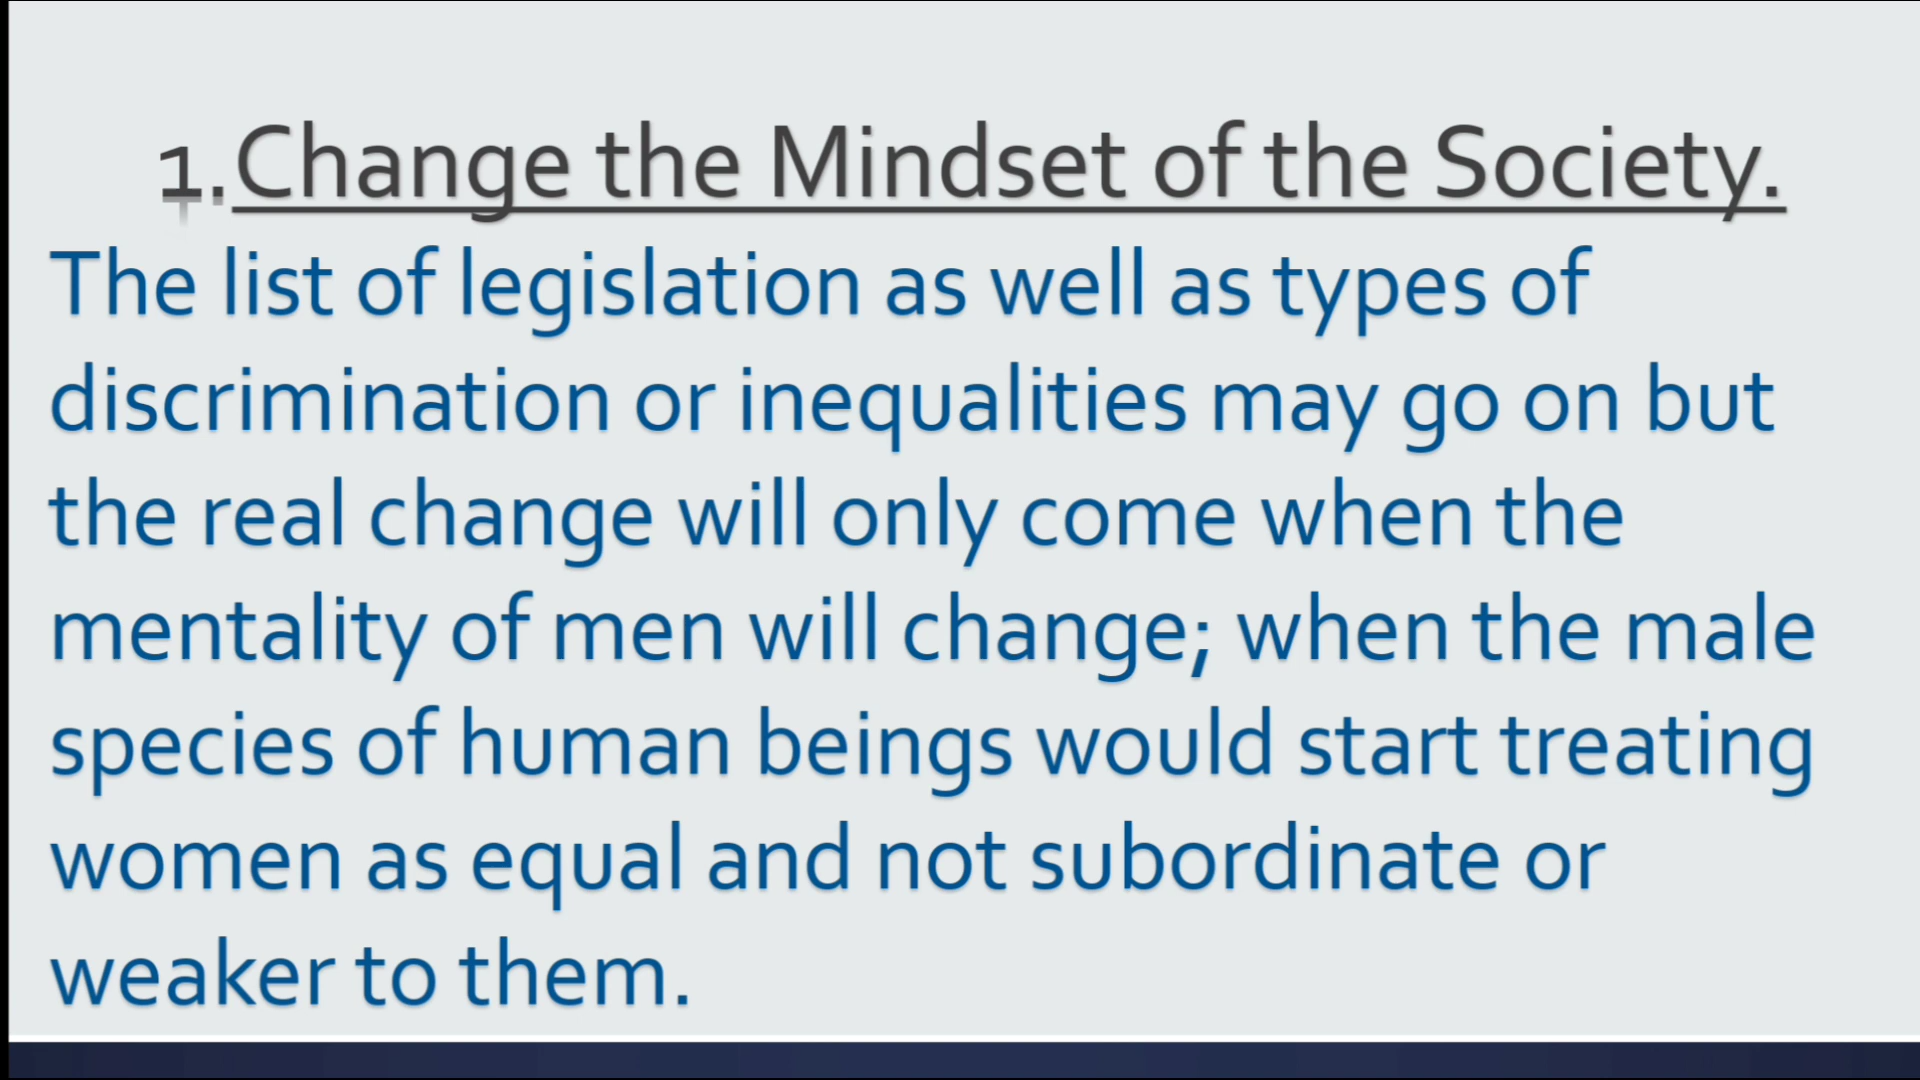 1.Change the Mindset of the Society.
The list of legislation as well as types of
discrimination or inequalities may go on but
the real change will only come when the
mentality of men will change; when the male
species of human beings would start treating
women as equal and not subordinate or
weaker to them.